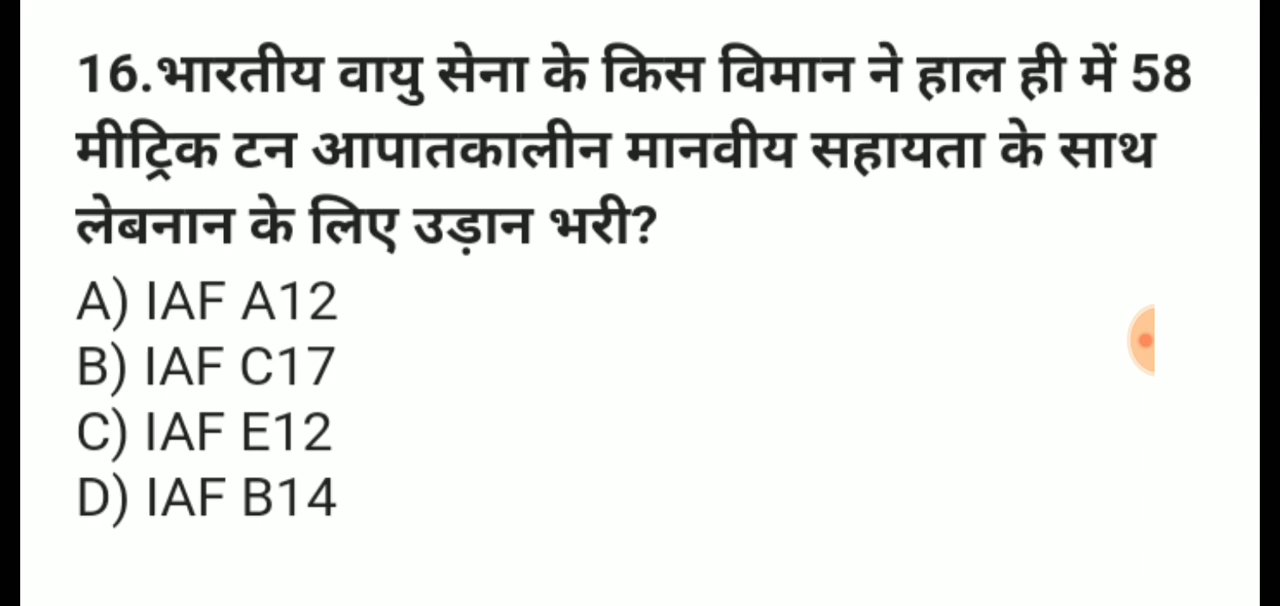 16.भारतीय वायु सेना के किस विमान ने हाल ही में 58
मीट्रिक टन आपातकालीन मानवीय सहायता के साथ
लेबनान के लिए उड़ान भरी?
A) IAF A12
B) IAF C17
C) IAF E12
D) IAF B14